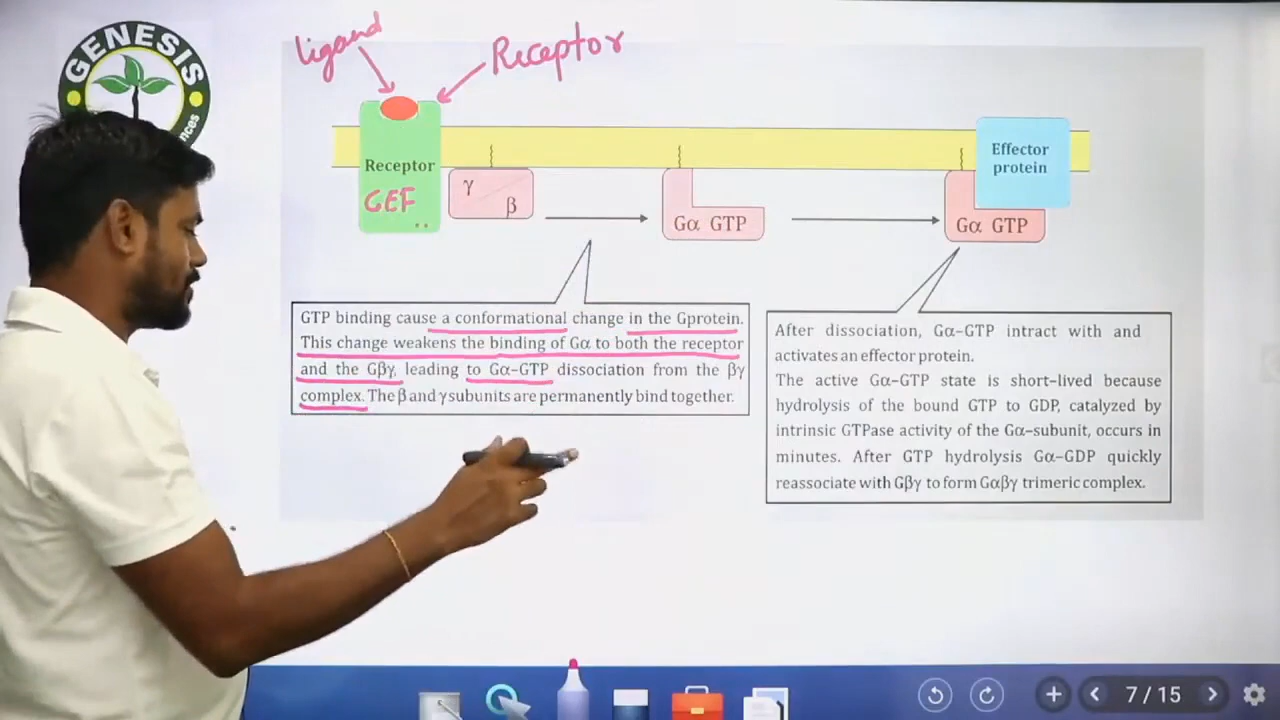 GENESIS
nces
ligand
Receptor
Receptor
GEF
γ
β
Gα GTP
Effector
protein
Gα GTP
GTP binding cause a conformational change in the Gprotein.
This change weakens the binding of Gα to both the receptor
and the Gβγ, leading to Gα–GTP dissociation from the βγ
complex. The β and γ subunits are permanently bind together.
After dissociation, Gα–GTP intract with and
activates an effector protein.
The active Gα–GTP state is short–lived because
hydrolysis of the bound GTP to GDP, catalyzed by
intrinsic GTPase activity of the Gα–subunit, occurs in
minutes. After GTP hydrolysis Gα–GDP quickly
reassociate with Gβγ to form Gαβγ trimeric complex.
7 / 15